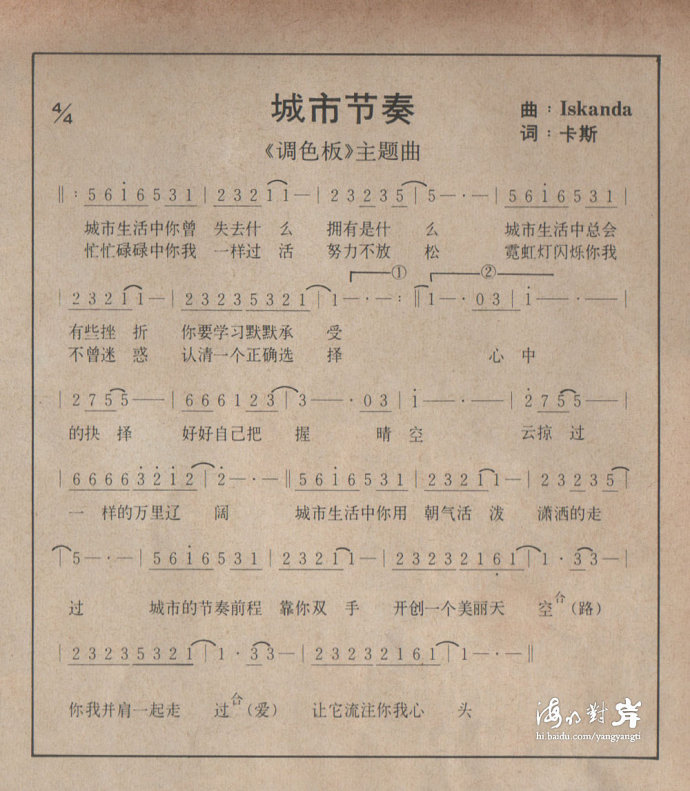 4/4
城市节奏
《调色板》主题曲
曲：Iskanda
词：卡斯
‖: 5 6 1̇ 6 5 3 1 | 2 3 2 1 1 — | 2 3 2 3 5 | 5 — · — | 5 6 1̇ 6 5 3 1 |
城市生活中你曾 失去什 么 拥有是什 么 城市生活中总会
忙忙碌碌中你我 一样过 活 努力不放 松 霓虹灯闪烁你我
① ②
| 2 3 2 1 1 — | 2 3 2 3 5 3 2 1 | 1 — · — :‖ 1 — · 0 3 | 1̇ — · — — |
有些挫 折 你要学习默默承 受
不曾迷 惑 认清一个正确选 择 心 中
| 2 7 5 5 — — | 6 6 6 1 2 3 | 3 — · 0 3 | 1̇ — · — — | 2̇ 7 5 5 — — |
的抉 择 好好自己把 握 晴 空 云掠 过
| 6 6 6 6 3̇ 2̇ 1̇ 2̇ | 2̇ — · — ‖ 5 6 1̇ 6 5 3 1 | 2 3 2 1 1 — | 2 3 2 3 5 |
一 样的万里辽 阔 城市生活中你用 朝气活 泼 潇洒的走
| 5 — · — | 5 6 1̇ 6 5 3 1 | 2 3 2 1 1 — | 2 3 2 3 2 1 6̣ 1 | 1 · 3 3 — |
过 城市的节奏前程 靠你双 手 开创一个美丽天 空 合（路）
| 2 3 2 3 5 3 2 1 | 1 · 3 3 — | 2 3 2 3 2 1 6̣ 1 | 1 — · — ‖
你我并肩一起走 过 合（爱） 让它流注你我心 头
海的對岸
hi.baidu.com/yangyangti